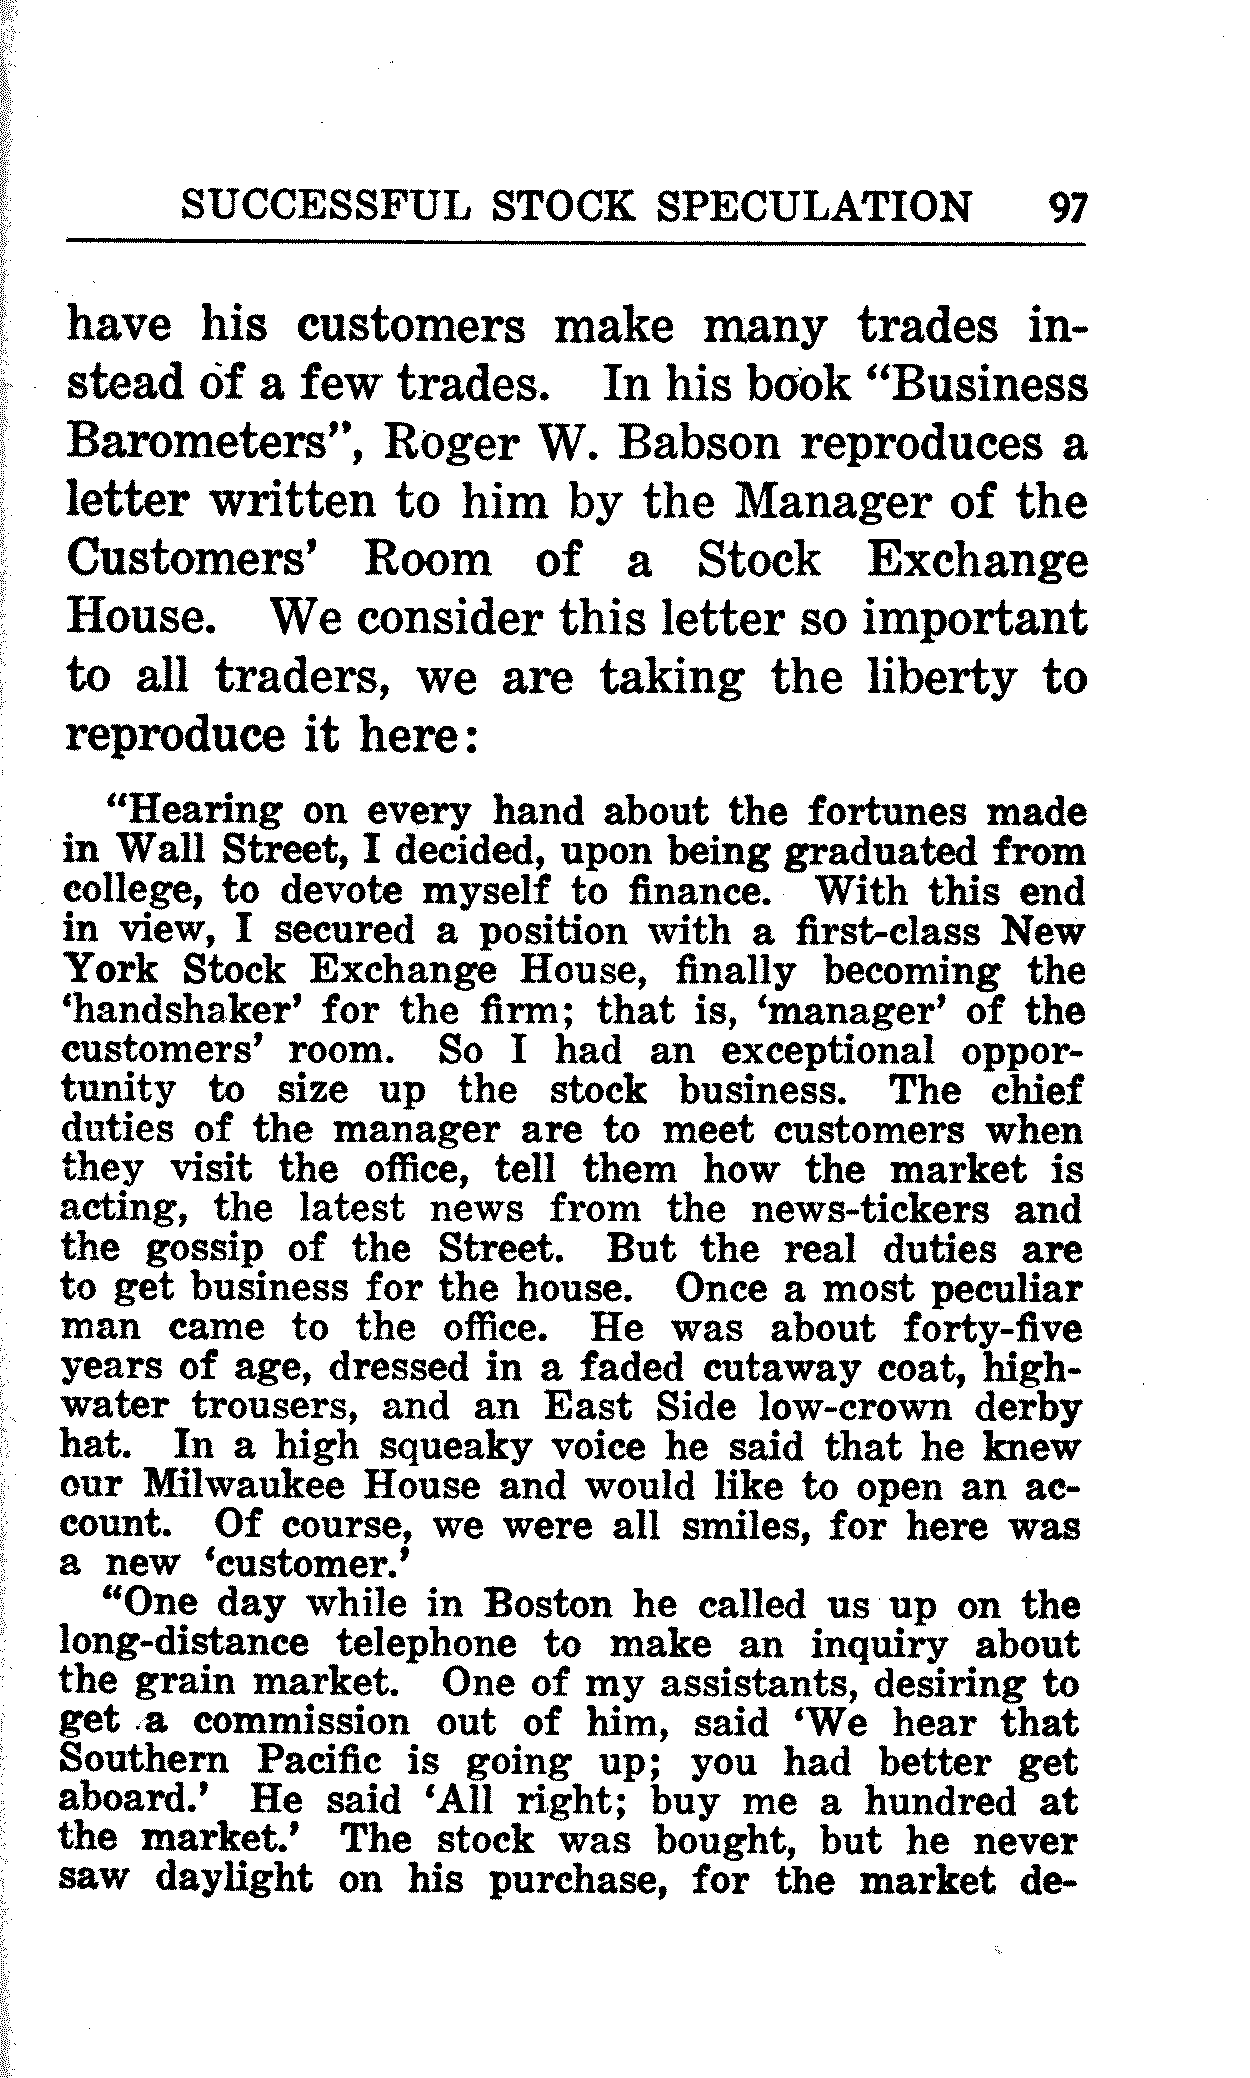 SUCCESSFUL STOCK SPECULATION 97
have his customers make many trades in-
stead of a few trades. In his book “Business
Barometers”, Roger W. Babson reproduces a
letter written to him by the Manager of the
Customers’ Room of a Stock Exchange
House. We consider this letter so important
to all traders, we are taking the liberty to
reproduce it here:
“Hearing on every hand about the fortunes made
in Wall Street, I decided, upon being graduated from
college, to devote myself to finance. With this end
in view, I secured a position with a first-class New
York Stock Exchange House, finally becoming the
‘handshaker’ for the firm; that is, ‘manager’ of the
customers’ room. So I had an exceptional oppor-
tunity to size up the stock business. The chief
duties of the manager are to meet customers when
they visit the office, tell them how the market is
acting, the latest news from the news-tickers and
the gossip of the Street. But the real duties are
to get business for the house. Once a most peculiar
man came to the office. He was about forty-five
years of age, dressed in a faded cutaway coat, high-
water trousers, and an East Side low-crown derby
hat. In a high squeaky voice he said that he knew
our Milwaukee House and would like to open an ac-
count. Of course, we were all smiles, for here was
a new ‘customer.’
“One day while in Boston he called us up on the
long-distance telephone to make an inquiry about
the grain market. One of my assistants, desiring to
get a commission out of him, said ‘We hear that
Southern Pacific is going up; you had better get
aboard.’ He said ‘All right; buy me a hundred at
the market.’ The stock was bought, but he never
saw daylight on his purchase, for the market de-